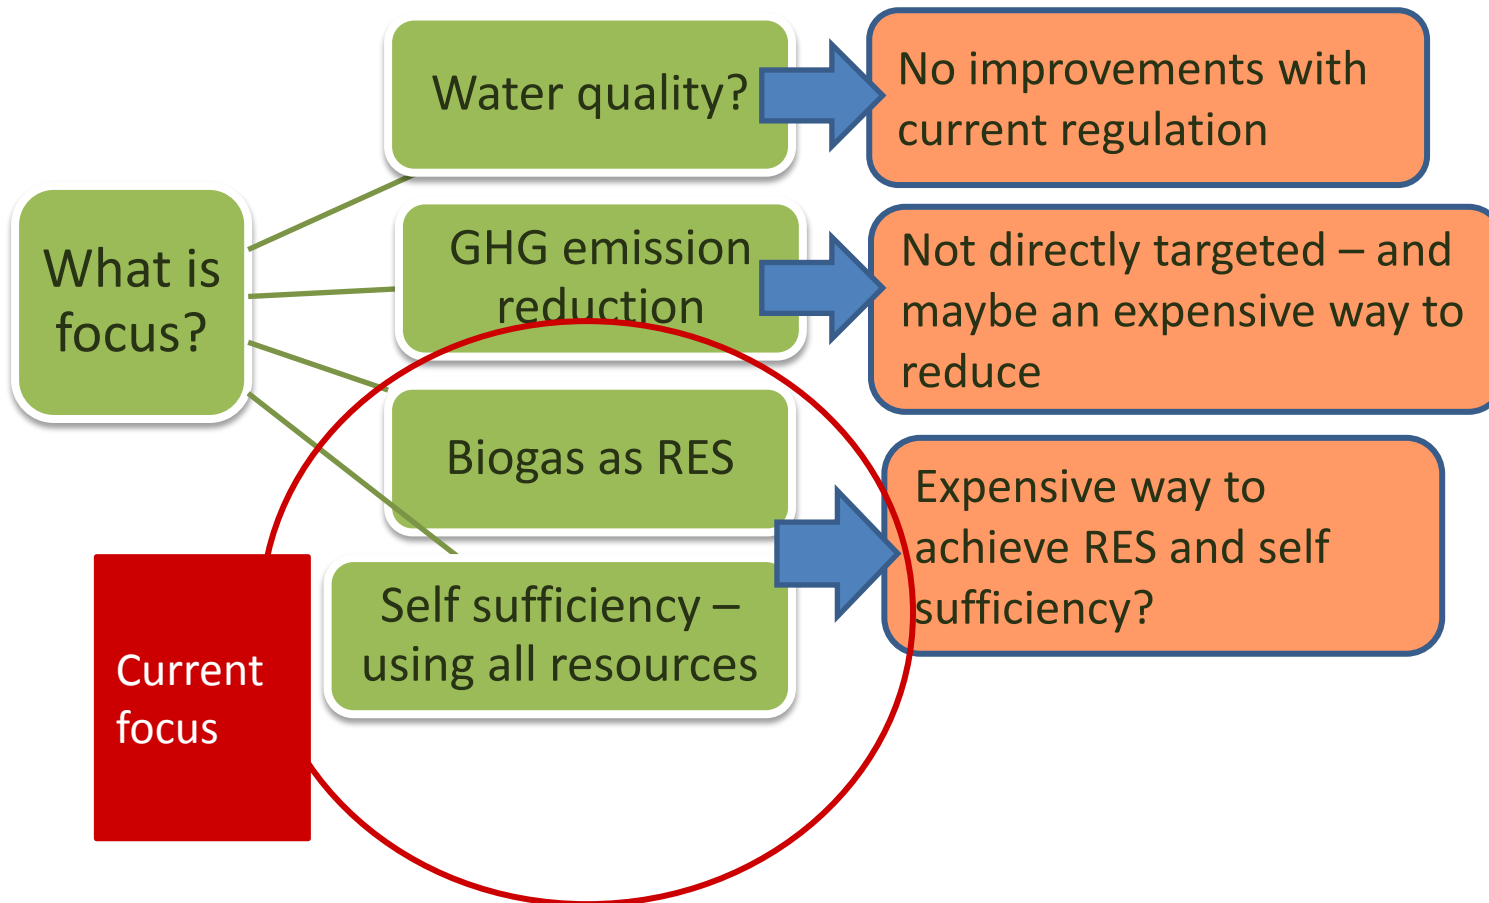 What is
focus?
Water quality?
No improvements with
current regulation
GHG emission
reduction
Not directly targeted – and
maybe an expensive way to
reduce
Biogas as RES
Self sufficiency –
using all resources
Expensive way to
achieve RES and self
sufficiency?
Current
focus